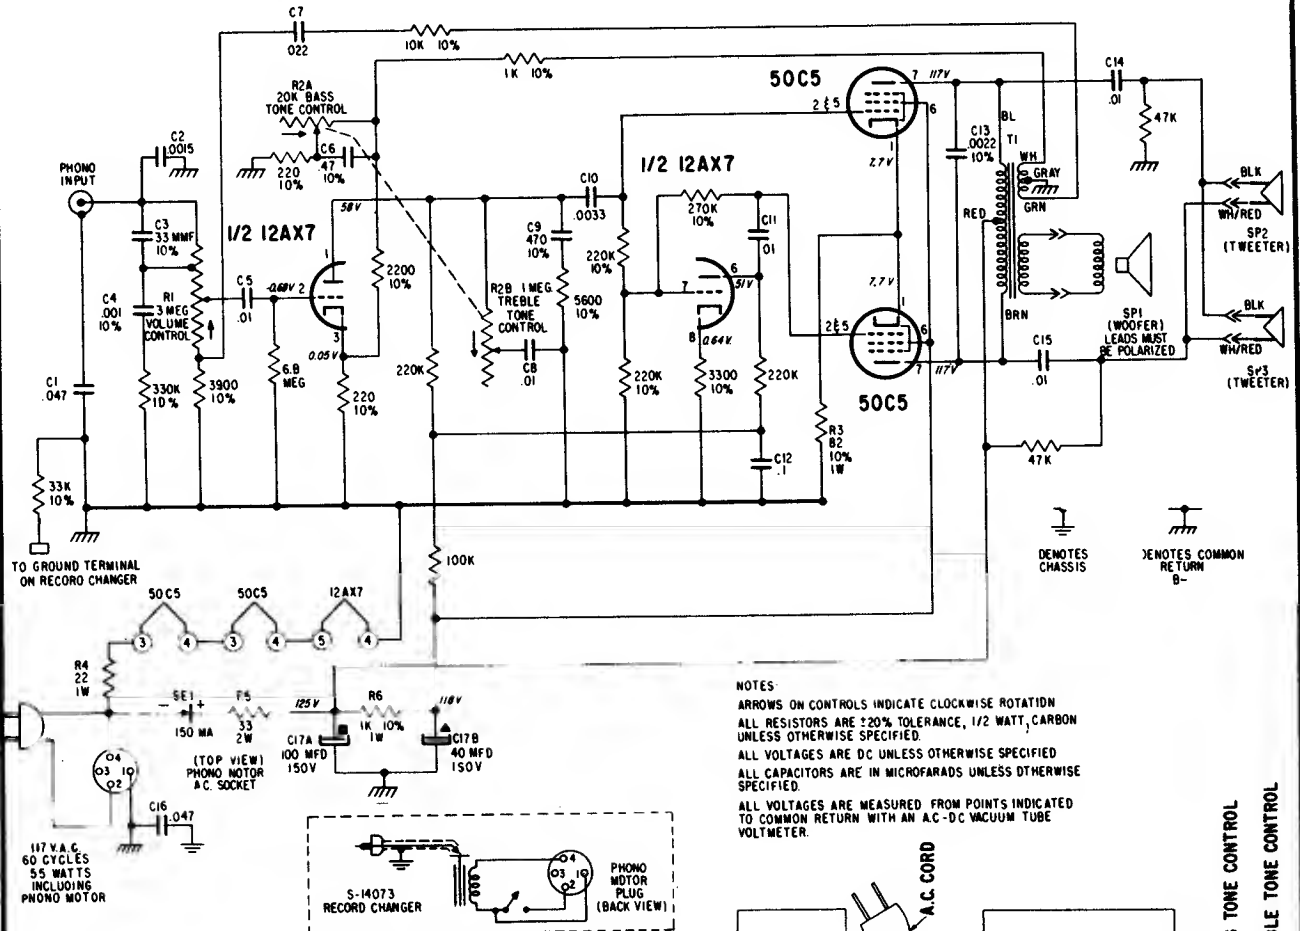 C7
.022
10K 10%
1K 10%
R2A
20K BASS
TONE CONTROL
C2
.0015
C6
.47
10%
220
10%
PHONO
INPUT
C3
33 MMF
10%
1/2 12AX7
C4
.001
10%
R1
3 MEG
VOLUME
CONTROL
C5
.01
-0.68V
1
2
3
0.05V
58V
2200
10%
6.8
MEG
220
10%
330K
10%
3900
10%
C1
.047
33K
10%
TO GROUND TERMINAL
ON RECORD CHANGER
220K
R2B 1 MEG.
TREBLE
TONE
CONTROL
C8
.01
C9
470
10%
5600
10%
C10
.0033
220K
10%
220K
10%
1/2 12AX7
270K
10%
C11
.01
6
51V
7
8
0.64V
3300
10%
220K
C12
.1
50C5
2 & 5
7
117V
6
1
7.7V
7.7V
1
2 & 5
6
7
117V
50C5
R3
82
10%
1W
C13
.0022
10%
BL
T1
WH
GRAY
GRN
RED
BRN
C14
.01
47K
C15
.01
47K
SP1
(WOOFER)
LEADS MUST
BE POLARIZED
BLK
WH/RED
SP2
(TWEETER)
BLK
WH/RED
SP3
(TWEETER)
DENOTES
CHASSIS
DENOTES COMMON
RETURN
B-
100K
50C5
50C5
12AX7
3
4
3
4
5
4
R4
22
1W
SE1
- +
150 MA
R5
33
2W
125V
R6
1K 10%
1W
118V
C17A
100 MFD
150V
C17B
40 MFD
150V
(TOP VIEW)
PHONO MOTOR
A.C. SOCKET
4
3 1
2
C16
.047
117 V.A.C.
60 CYCLES
55 WATTS
INCLUDING
PHONO MOTOR
S-14073
RECORD CHANGER
4
3 1
2
PHONO
MOTOR
PLUG
(BACK VIEW)
NOTES
ARROWS ON CONTROLS INDICATE CLOCKWISE ROTATION
ALL RESISTORS ARE ±20% TOLERANCE, 1/2 WATT, CARBON
UNLESS OTHERWISE SPECIFIED.
ALL VOLTAGES ARE DC UNLESS OTHERWISE SPECIFIED
ALL CAPACITORS ARE IN MICROFARADS UNLESS OTHERWISE
SPECIFIED.
ALL VOLTAGES ARE MEASURED FROM POINTS INDICATED
TO COMMON RETURN WITH AN A.C.-D.C VACUUM TUBE
VOLTMETER.
A.C. CORD
TONE CONTROL
TONE CONTROL